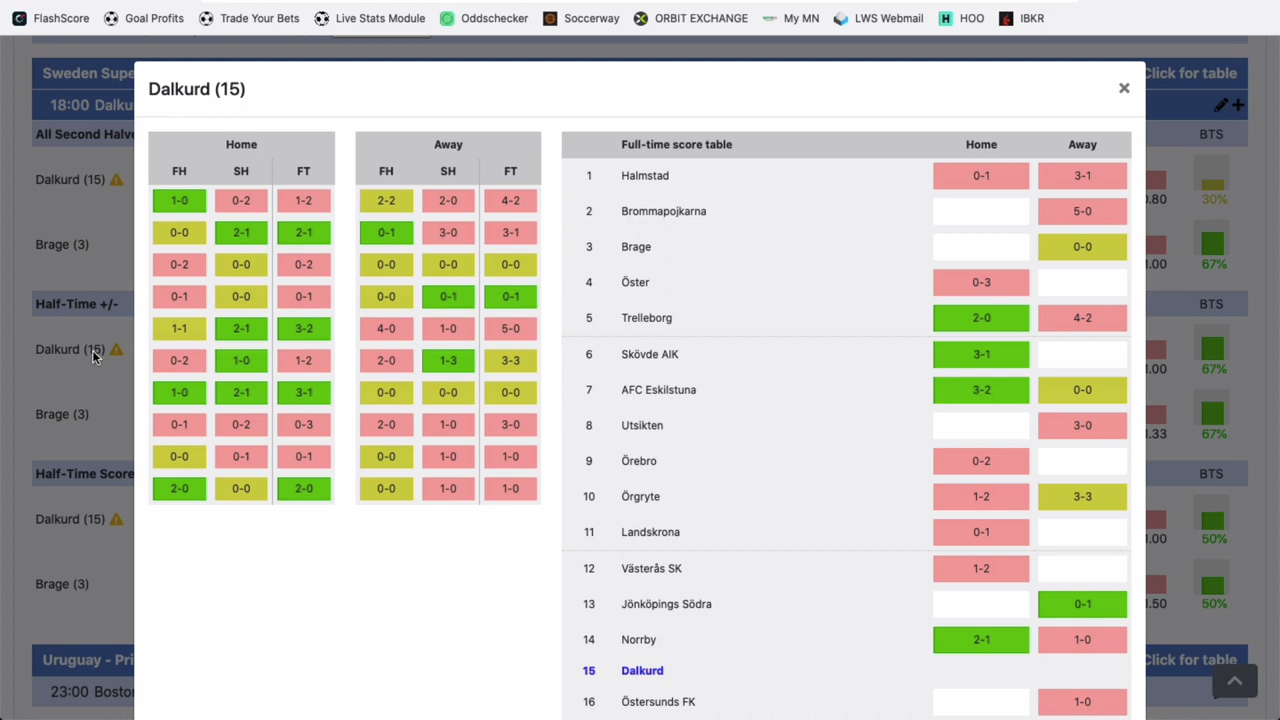 FlashScore Goal Profits Trade Your Bets Live Stats Module Oddschecker Soccerway ORBIT EXCHANGE My MN LWS Webmail HOO IBKR
Sweden Supe
Click for table
18:00 Dalku
All Second Halve
BTS
Dalkurd (15)
.80
30%
Brage (3)
1.00
67%
Half-Time +/-
BTS
Dalkurd (15)
.00
67%
Brage (3)
1.33
67%
Half-Time Score
BTS
Dalkurd (15)
1.00
50%
Brage (3)
1.50
50%
Uruguay - Pri
Click for table
23:00 Bosto
Dalkurd (15)
×
Home
FH SH FT
1-0 0-2 1-2
0-0 2-1 2-1
0-2 0-0 0-2
0-1 0-0 0-1
1-1 2-1 3-2
0-2 1-0 1-2
1-0 2-1 3-1
0-1 0-2 0-3
0-0 0-1 0-1
2-0 0-0 2-0
Away
FH SH FT
2-2 2-0 4-2
0-1 3-0 3-1
0-0 0-0 0-0
0-0 0-1 0-1
4-0 1-0 5-0
2-0 1-3 3-3
0-0 0-0 0-0
2-0 1-0 3-0
0-0 1-0 1-0
0-0 1-0 1-0
Full-time score table Home Away
1 Halmstad 0-1 3-1
2 Brommapojkarna 5-0
3 Brage 0-0
4 Öster 0-3
5 Trelleborg 2-0 4-2
6 Skövde AIK 3-1
7 AFC Eskilstuna 3-2 0-0
8 Utsikten 3-0
9 Örebro 0-2
10 Örgryte 1-2 3-3
11 Landskrona 0-1
12 Västerås SK 1-2
13 Jönköpings Södra 0-1
14 Norrby 2-1 1-0
15 Dalkurd
16 Östersunds FK 1-0